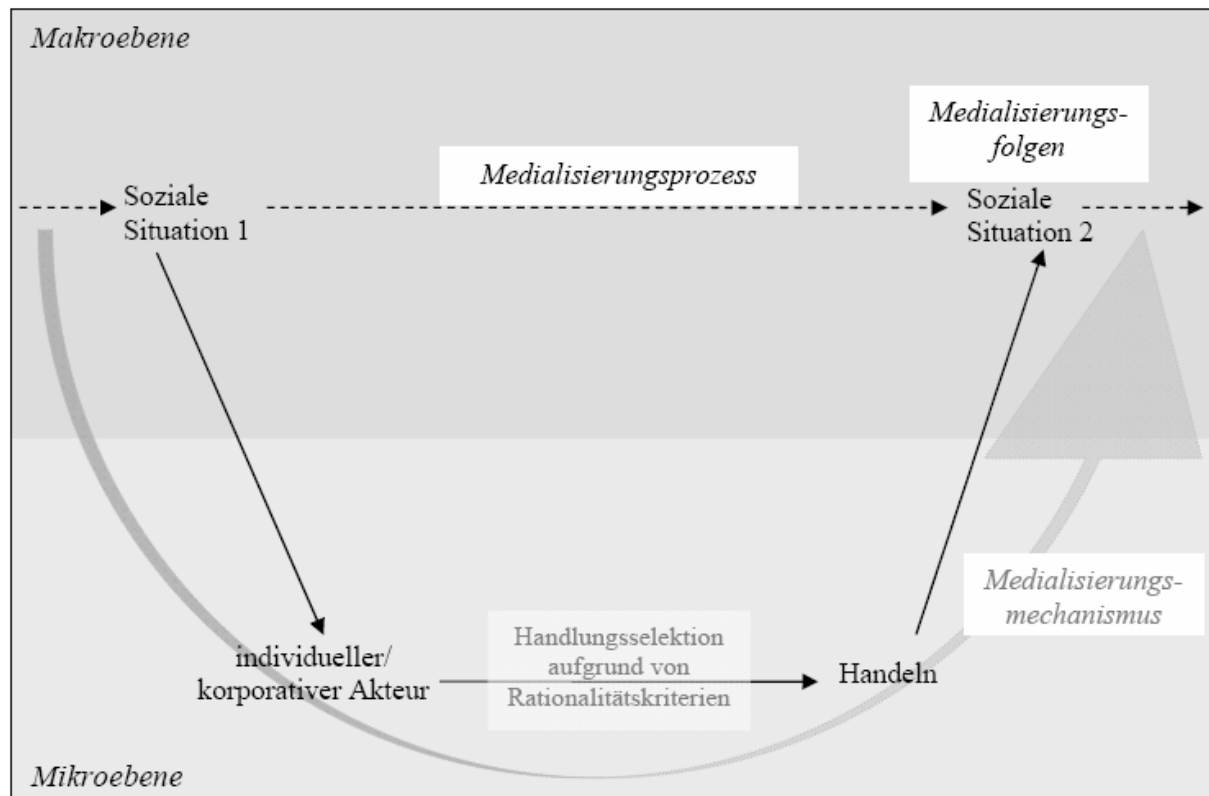 Makroebene
Medialisierungs-
folgen
Medialisierungsprozess
Soziale
Situation 1
Soziale
Situation 2
Medialisierungs-
mechanismus
individueller/
korporativer Akteur
Handlungsselektion
aufgrund von
Rationalitätskriterien
Handeln
Mikroebene